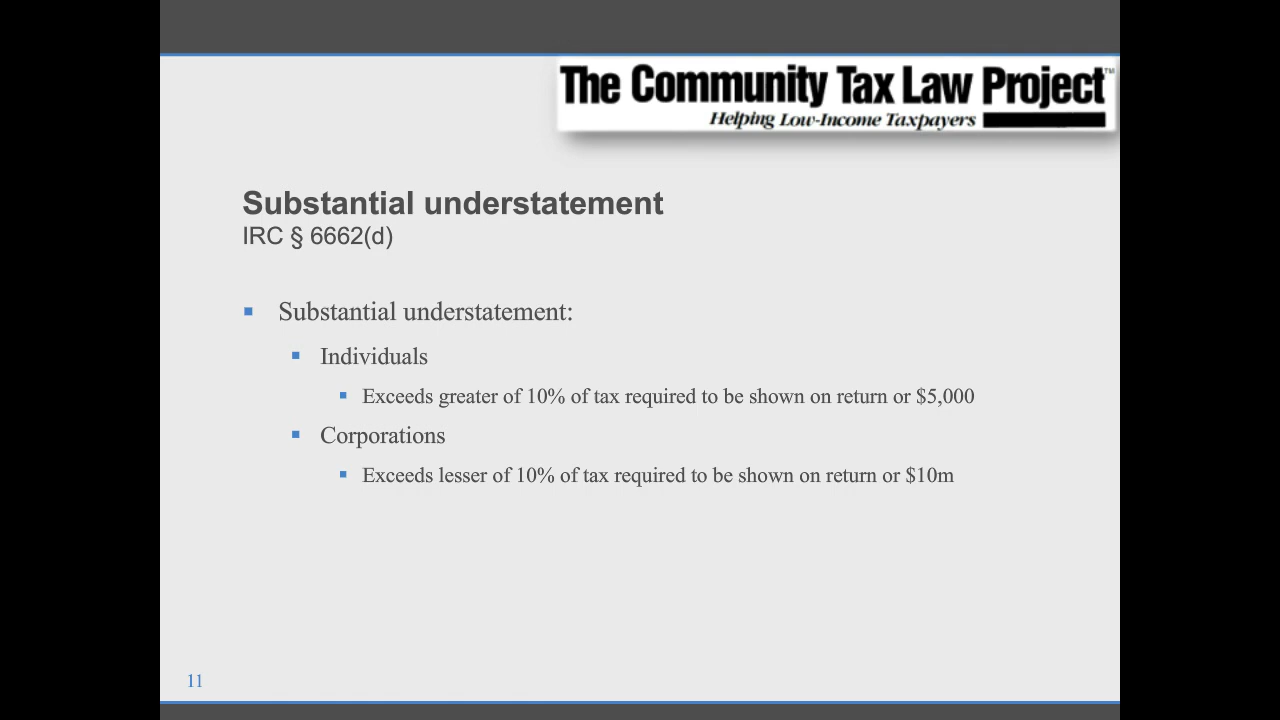 The Community Tax Law Project™
Helping Low-Income Taxpayers
Substantial understatement
IRC § 6662(d)
Substantial understatement:
Individuals
Exceeds greater of 10% of tax required to be shown on return or $5,000
Corporations
Exceeds lesser of 10% of tax required to be shown on return or $10m
11